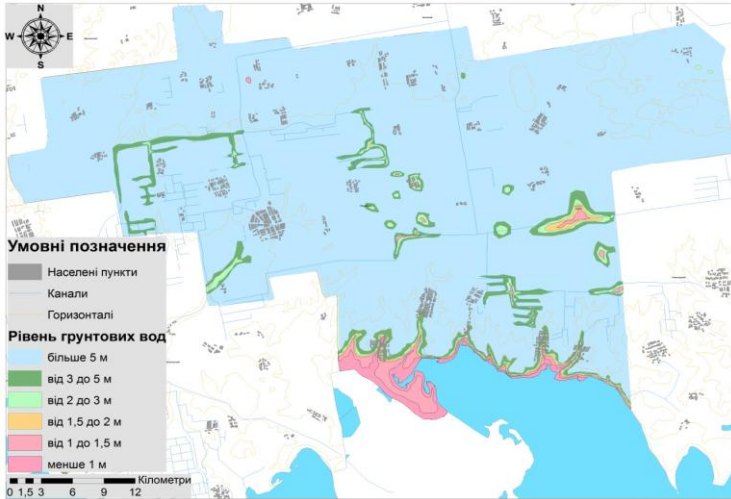 N
W E
S
Умовні позначення
Населені пункти
Канали
Горизонталі
Рівень грунтових вод
більше 5 м
від 3 до 5 м
від 2 до 3 м
від 1,5 до 2 м
від 1 до 1,5 м
менше 1 м
Кілометри
0 1,5 3 6 9 12